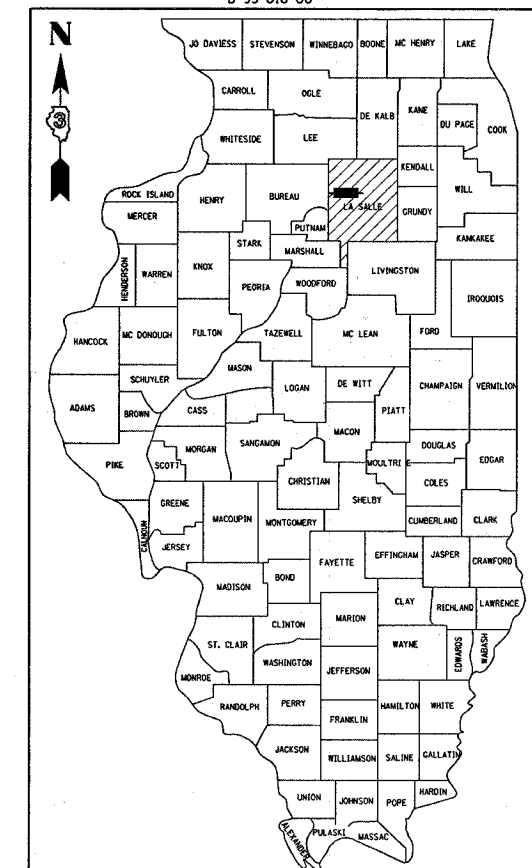 N
3
JO DAVIESS STEVENSON WINNEBAGO BOONE MC HENRY LAKE
CARROLL OGLE DE KALB KANE DU PAGE COOK
WHITESIDE LEE
KENDALL WILL
ROCK ISLAND HENRY BUREAU LA SALLE GRUNDY
MERCER PUTNAM KANKAKEE
STARK MARSHALL
HENDERSON WARREN KNOX PEORIA WOODFORD LIVINGSTON IROQUOIS
HANCOCK MC DONOUGH FULTON TAZEWELL MC LEAN FORD
MASON
SCHUYLER LOGAN DE WITT CHAMPAIGN VERMILION
ADAMS BROWN CASS MACON PIATT
MORGAN SANGAMON DOUGLAS
PIKE SCOTT CHRISTIAN MOULTRIE COLES EDGAR
SHELBY
GREENE MACOUPIN MONTGOMERY CUMBERLAND CLARK
CALHOUN JERSEY FAYETTE EFFINGHAM JASPER CRAWFORD
MADISON BOND
CLAY RICHLAND LAWRENCE
CLINTON MARION
ST. CLAIR WAYNE EDWARDS WABASH
WASHINGTON JEFFERSON
MONROE
RANDOLPH PERRY HAMILTON WHITE
FRANKLIN
JACKSON WILLIAMSON SALINE GALLATIN
UNION JOHNSON POPE HARDIN
ALEXANDER PULASKI MASSAC